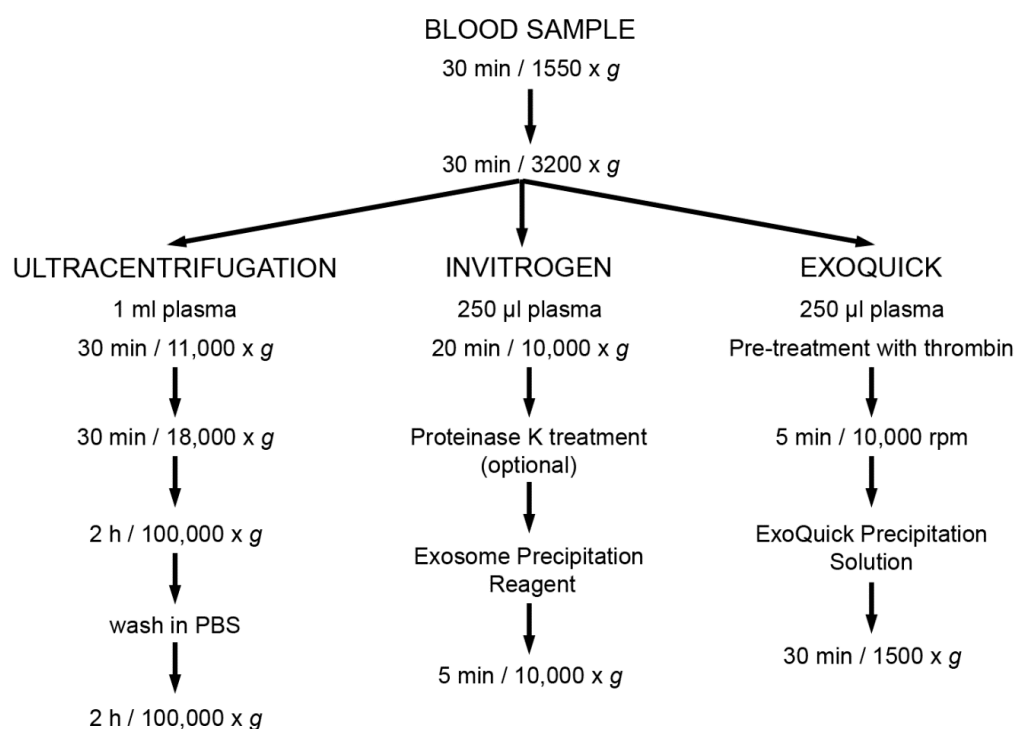 BLOOD SAMPLE
30 min / 1550 x g
30 min / 3200 x g
ULTRACENTRIFUGATION
1 ml plasma
30 min / 11,000 x g
30 min / 18,000 x g
2 h / 100,000 x g
wash in PBS
2 h / 100,000 x g
INVITROGEN
250 µl plasma
20 min / 10,000 x g
Proteinase K treatment
(optional)
Exosome Precipitation
Reagent
5 min / 10,000 x g
EXOQUICK
250 µl plasma
Pre-treatment with thrombin
5 min / 10,000 rpm
ExoQuick Precipitation
Solution
30 min / 1500 x g